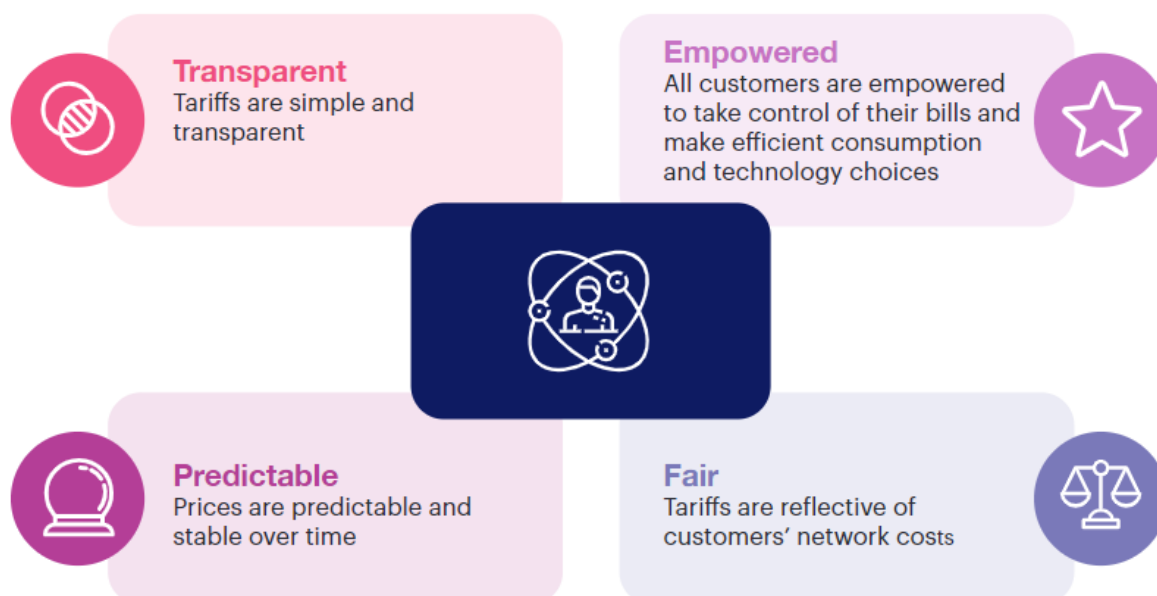 Transparent
Tariffs are simple and
transparent
Empowered
All customers are empowered
to take control of their bills and
make efficient consumption
and technology choices
Predictable
Prices are predictable and
stable over time
Fair
Tariffs are reflective of
customers’ network costs